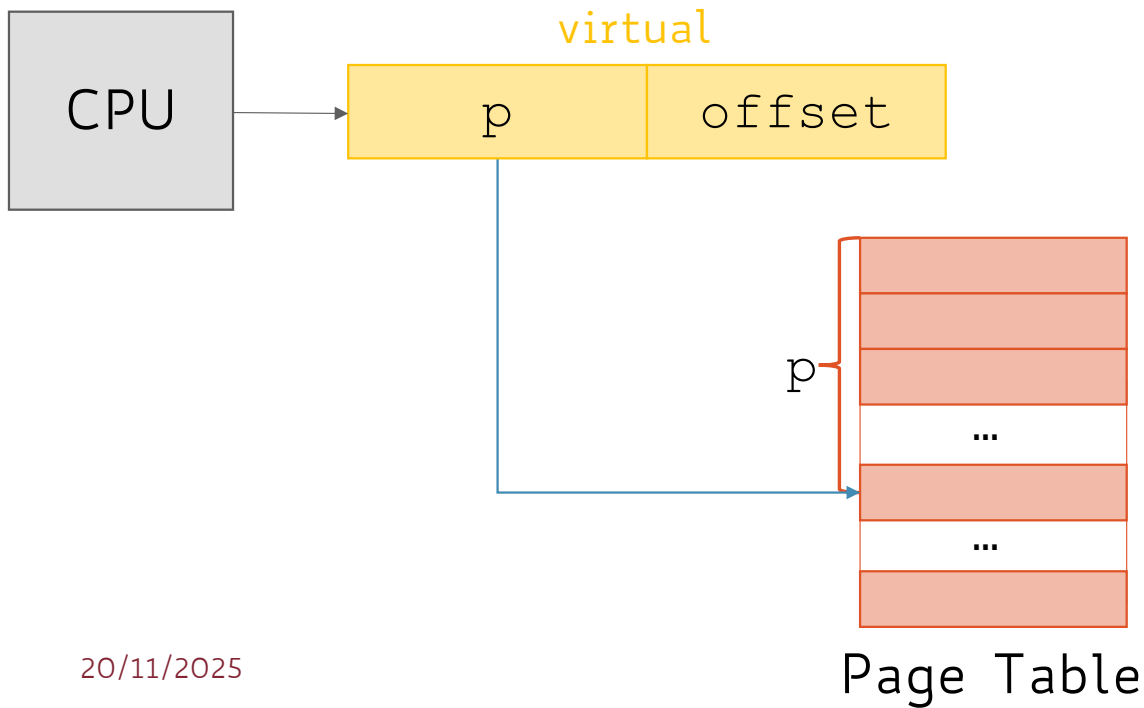 virtual
CPU
p
offset
p
…
…
20/11/2025
Page Table